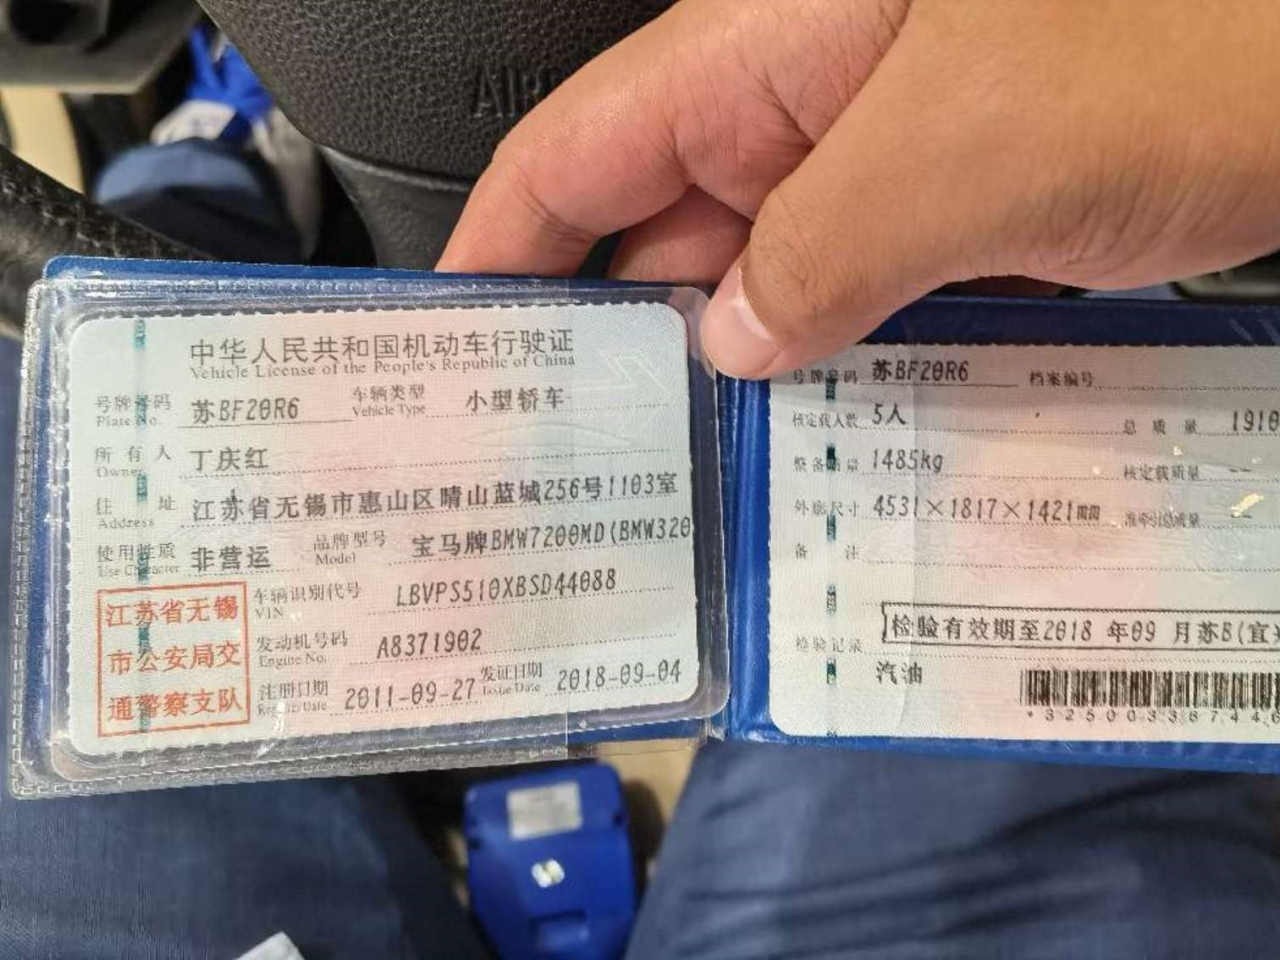 AIR
中华人民共和国机动车行驶证
Vehicle License of the People's Republic of China
号牌号码 苏BF20R6 车辆类型 小型轿车
Plate No. Vehicle Type
所有人 丁庆红
Owner
住址 江苏省无锡市惠山区晴山蓝城256号1103室
Address
使用性质 非营运 品牌型号 宝马牌BMW7200MD(BMW320
Use Character Model
江苏省无锡
市公安局交
通警察支队
车辆识别代号 LBVPS510XBSD44088
VIN
发动机号码 A8371902
Engine No.
注册日期 2011-09-27 发证日期 2018-09-04
Register Date Issue Date
号牌号码 苏BF20R6 档案编号
核定载人数 5人 总质量 1910
整备质量 1485kg 核定载质量 --
外廓尺寸 4531×1817×1421mm 准牵引总质量 --
备注
检验记录 检验有效期至2018 年09 月苏B(宜
汽油